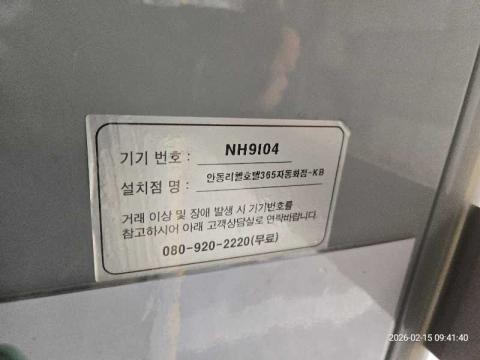 기기 번호 : NH9I04
설치점 명 : 안동리첼호텔365자동화점-KB
거래 이상 및 장애 발생 시 기기번호를
참고하시어 아래 고객상담실로 연락바랍니다.
080-920-2220(무료)
2026-02-15 09:41:40